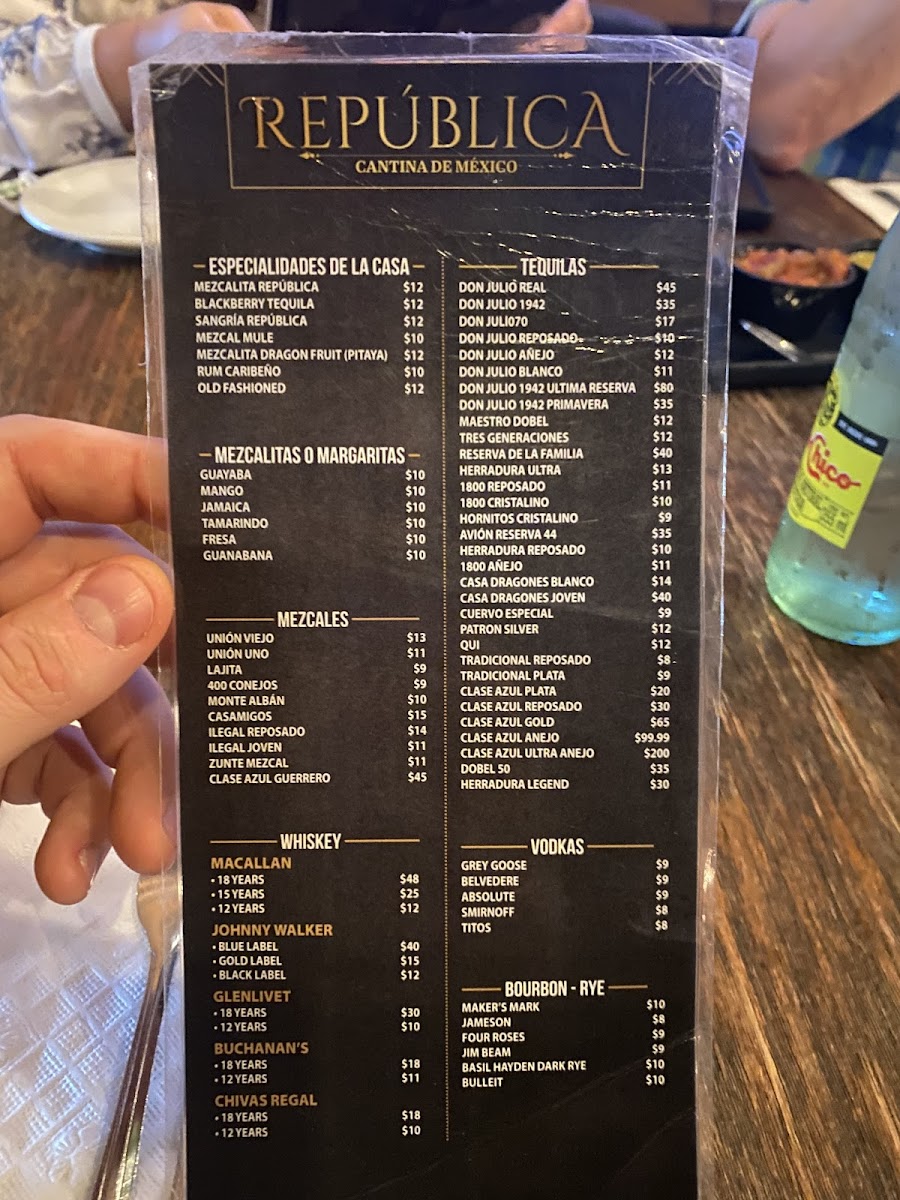 REPÚBLICA
CANTINA DE MÉXICO
ESPECIALIDADES DE LA CASA
MEZCALITA REPÚBLICA $12
BLACKBERRY TEQUILA $12
SANGRÍA REPÚBLICA $12
MEZCAL MULE $10
MEZCALITA DRAGON FRUIT (PITAYA) $12
RUM CARIBEÑO $10
OLD FASHIONED $12
MEZCALITAS O MARGARITAS
GUAYABA $10
MANGO $10
JAMAICA $10
TAMARINDO $10
FRESA $10
GUANABANA $10
MEZCALES
UNIÓN VIEJO $13
UNIÓN UNO $11
LAJITA $9
400 CONEJOS $9
MONTE ALBÁN $10
CASAMIGOS $15
ILEGAL REPOSADO $14
ILEGAL JOVEN $11
ZUNTE MEZCAL $11
CLASE AZUL GUERRERO $45
WHISKEY
MACALLAN
• 18 YEARS $48
• 15 YEARS $25
• 12 YEARS $12
JOHNNY WALKER
• BLUE LABEL $40
• GOLD LABEL $15
• BLACK LABEL $12
GLENLIVET
• 18 YEARS $30
• 12 YEARS $10
BUCHANAN'S
• 18 YEARS $18
• 12 YEARS $11
CHIVAS REGAL
• 18 YEARS $18
• 12 YEARS $10
TEQUILAS
DON JULIO REAL $45
DON JULIO 1942 $35
DON JULI070 $17
DON JULIO REPOSADO $10
DON JULIO AÑEJO $12
DON JULIO BLANCO $11
DON JULIO 1942 ULTIMA RESERVA $80
DON JULIO 1942 PRIMAVERA $35
MAESTRO DOBEL $12
TRES GENERACIONES $12
RESERVA DE LA FAMILIA $40
HERRADURA ULTRA $13
1800 REPOSADO $11
1800 CRISTALINO $10
HORNITOS CRISTALINO $9
AVIÓN RESERVA 44 $35
HERRADURA REPOSADO $10
1800 AÑEJO $11
CASA DRAGONES BLANCO $14
CASA DRAGONES JOVEN $40
CUERVO ESPECIAL $9
PATRON SILVER $12
QUI $12
TRADICIONAL REPOSADO $8
TRADICIONAL PLATA $9
CLASE AZUL PLATA $20
CLASE AZUL REPOSADO $30
CLASE AZUL GOLD $65
CLASE AZUL ANEJO $99.99
CLASE AZUL ULTRA ANEJO $200
DOBEL 50 $35
HERRADURA LEGEND $30
VODKAS
GREY GOOSE $9
BELVEDERE $9
ABSOLUTE $9
SMIRNOFF $8
TITOS $8
BOURBON - RYE
MAKER'S MARK $10
JAMESON $8
FOUR ROSES $9
JIM BEAM $9
BASIL HAYDEN DARK RYE $10
BULLEIT $10
Chico